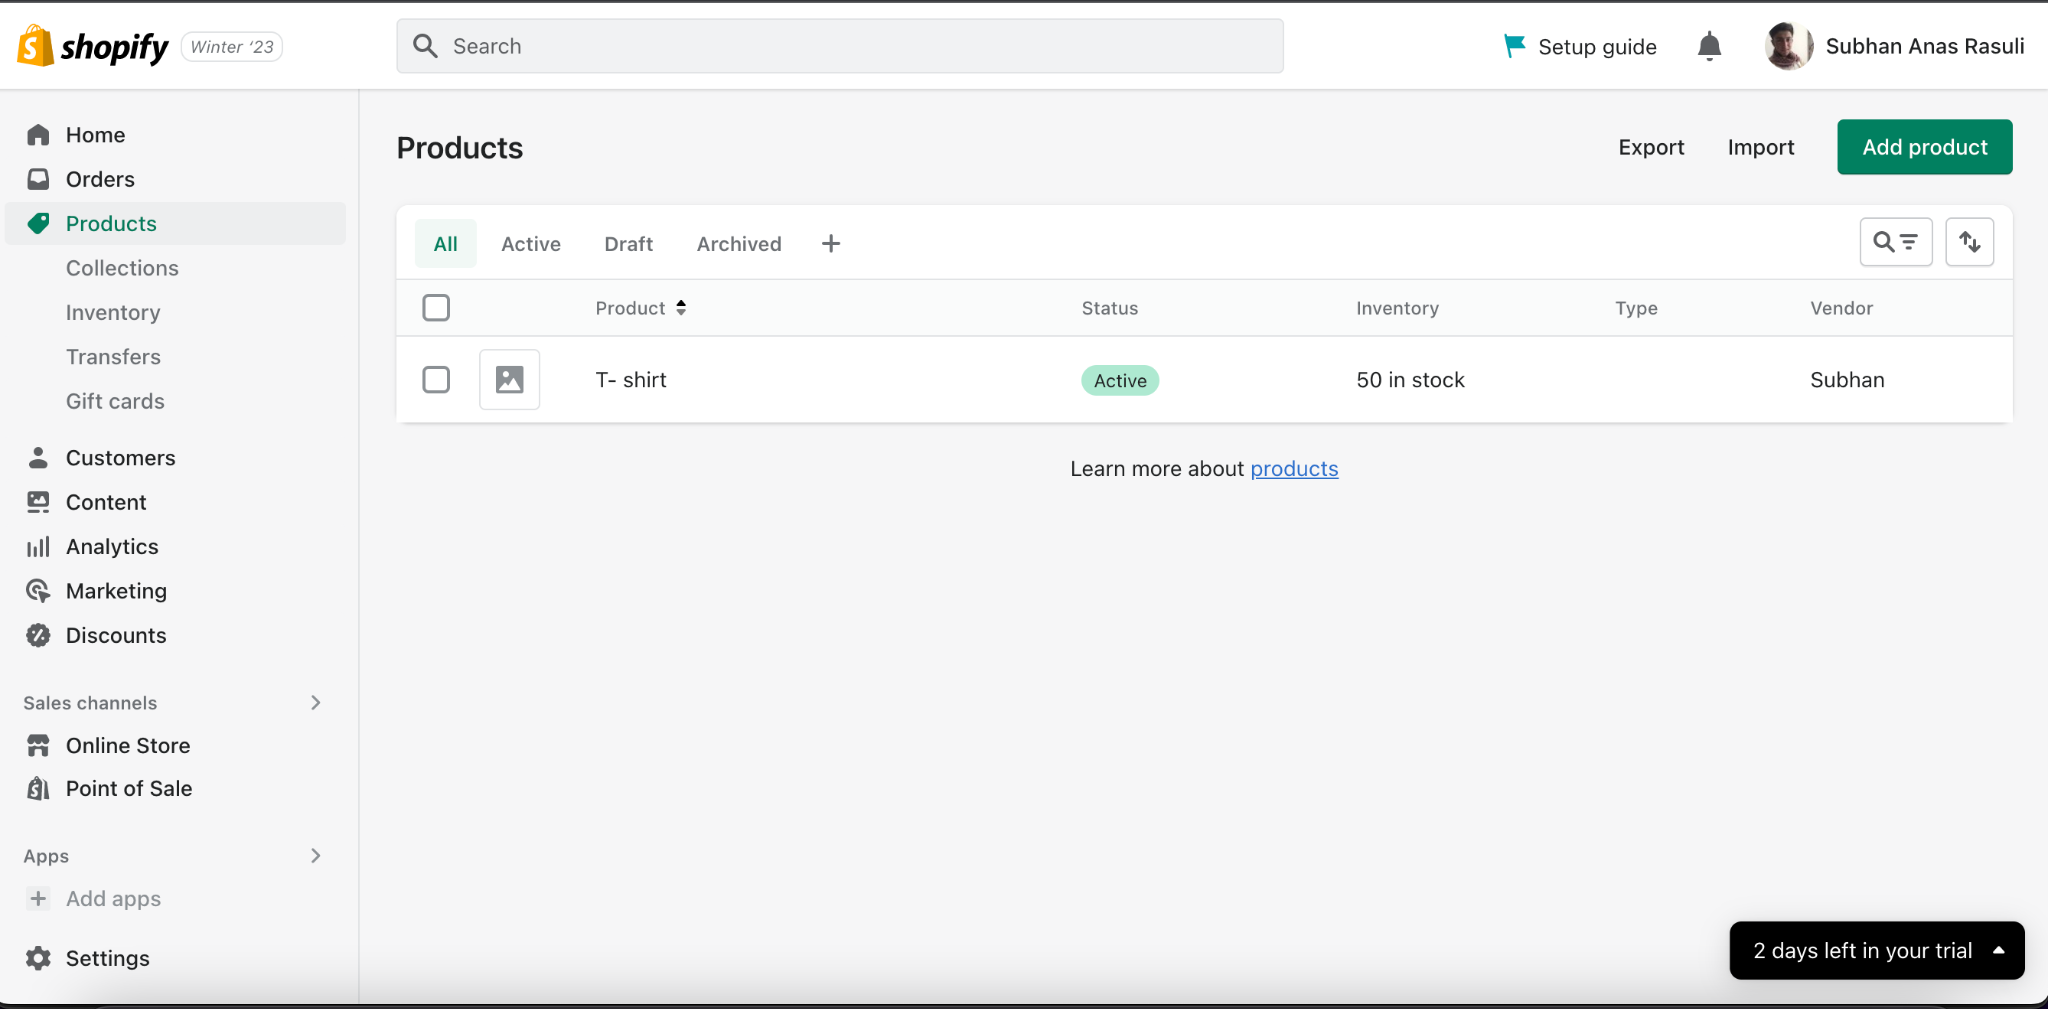 shopify Winter ‘23
Search
Setup guide
Subhan Anas Rasuli
Home
Orders
Products
Collections
Inventory
Transfers
Gift cards
Customers
Content
Analytics
Marketing
Discounts
Sales channels
Online Store
Point of Sale
Apps
Add apps
Settings
Products
Export Import Add product
All Active Draft Archived
Product Status Inventory Type Vendor
T- shirt Active 50 in stock Subhan
Learn more about products
2 days left in your trial